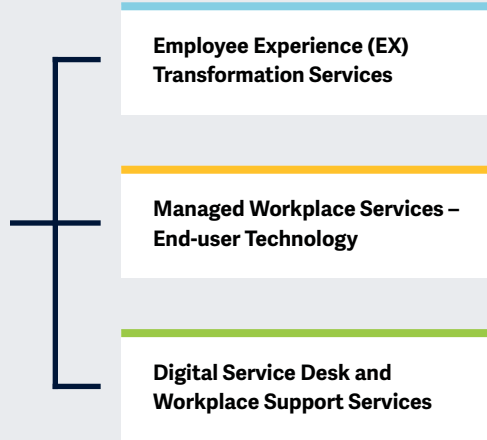 Employee Experience (EX)
Transformation Services
Managed Workplace Services –
End-user Technology
Digital Service Desk and
Workplace Support Services